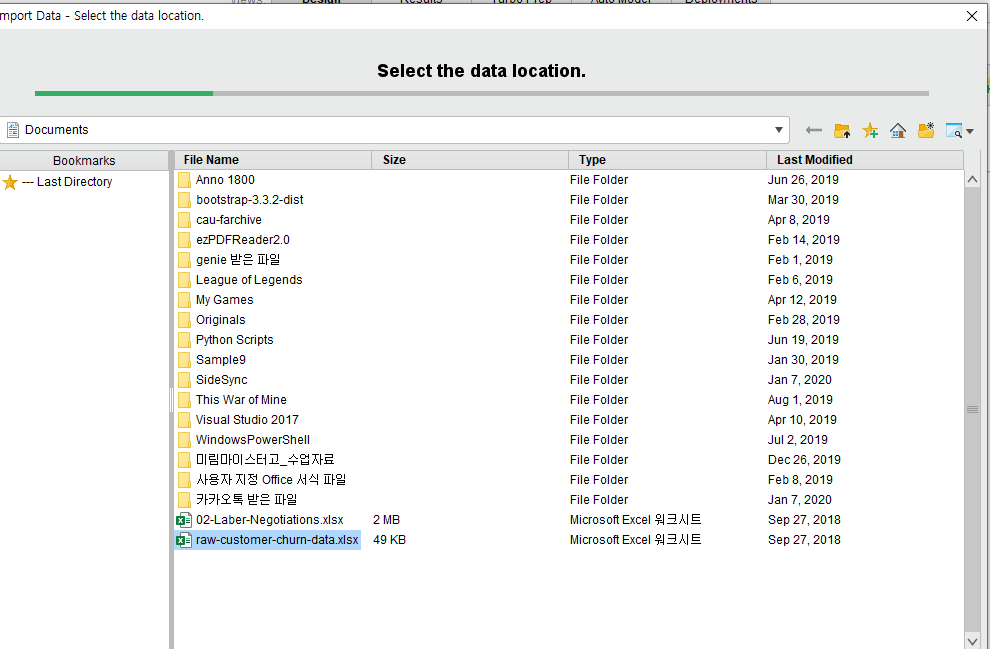 Views Design Results Turbo Prep Auto Model Deployments
mport Data - Select the data location.
Select the data location.
Documents
Bookmarks
--- Last Directory
File Name Size Type Last Modified
Anno 1800 File Folder Jun 26, 2019
bootstrap-3.3.2-dist File Folder Mar 30, 2019
cau-farchive File Folder Apr 8, 2019
ezPDFReader2.0 File Folder Feb 14, 2019
genie 받은 파일 File Folder Feb 1, 2019
League of Legends File Folder Feb 6, 2019
My Games File Folder Apr 12, 2019
Originals File Folder Feb 28, 2019
Python Scripts File Folder Jun 19, 2019
Sample9 File Folder Jan 30, 2019
SideSync File Folder Jan 7, 2020
This War of Mine File Folder Aug 1, 2019
Visual Studio 2017 File Folder Apr 10, 2019
WindowsPowerShell File Folder Jul 2, 2019
미림마이스터고_수업자료 File Folder Dec 26, 2019
사용자 지정 Office 서식 파일 File Folder Feb 8, 2019
카카오톡 받은 파일 File Folder Jan 7, 2020
02-Laber-Negotiations.xlsx 2 MB Microsoft Excel 워크시트 Sep 27, 2018
raw-customer-churn-data.xlsx 49 KB Microsoft Excel 워크시트 Sep 27, 2018